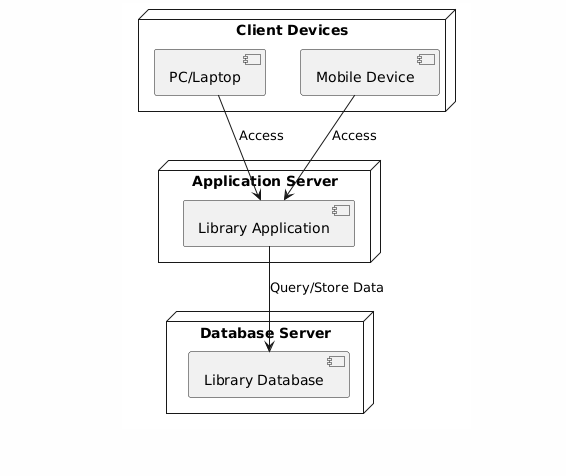 Client Devices
PC/Laptop
Mobile Device
Access
Access
Application Server
Library Application
Query/Store Data
Database Server
Library Database